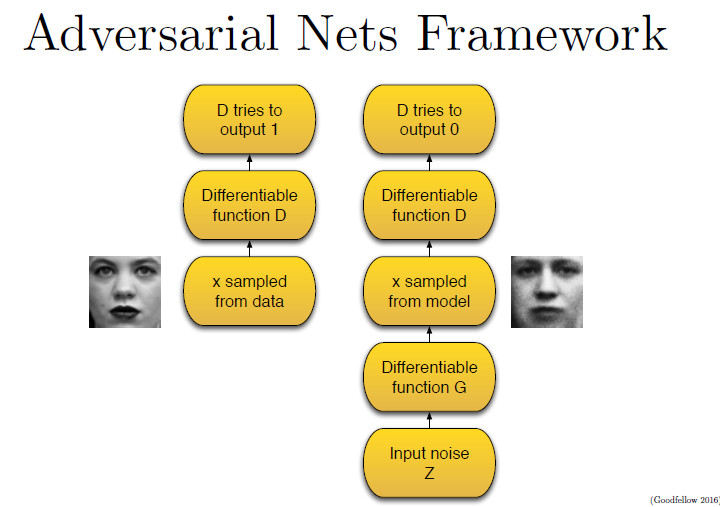 Adversarial Nets Framework
D tries to
output 1
Differentiable
function D
x sampled
from data
D tries to
output 0
Differentiable
function D
x sampled
from model
Differentiable
function G
Input noise
Z
(Goodfellow 2016)